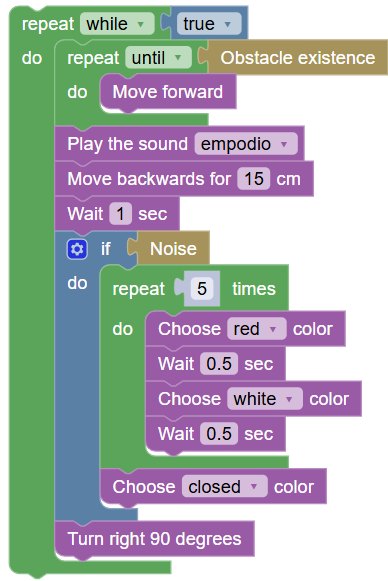 repeat while true
do repeat until Obstacle existence
do Move forward
Play the sound empodio
Move backwards for 15 cm
Wait 1 sec
if Noise
do repeat 5 times
do Choose red color
Wait 0.5 sec
Choose white color
Wait 0.5 sec
Choose closed color
Turn right 90 degrees